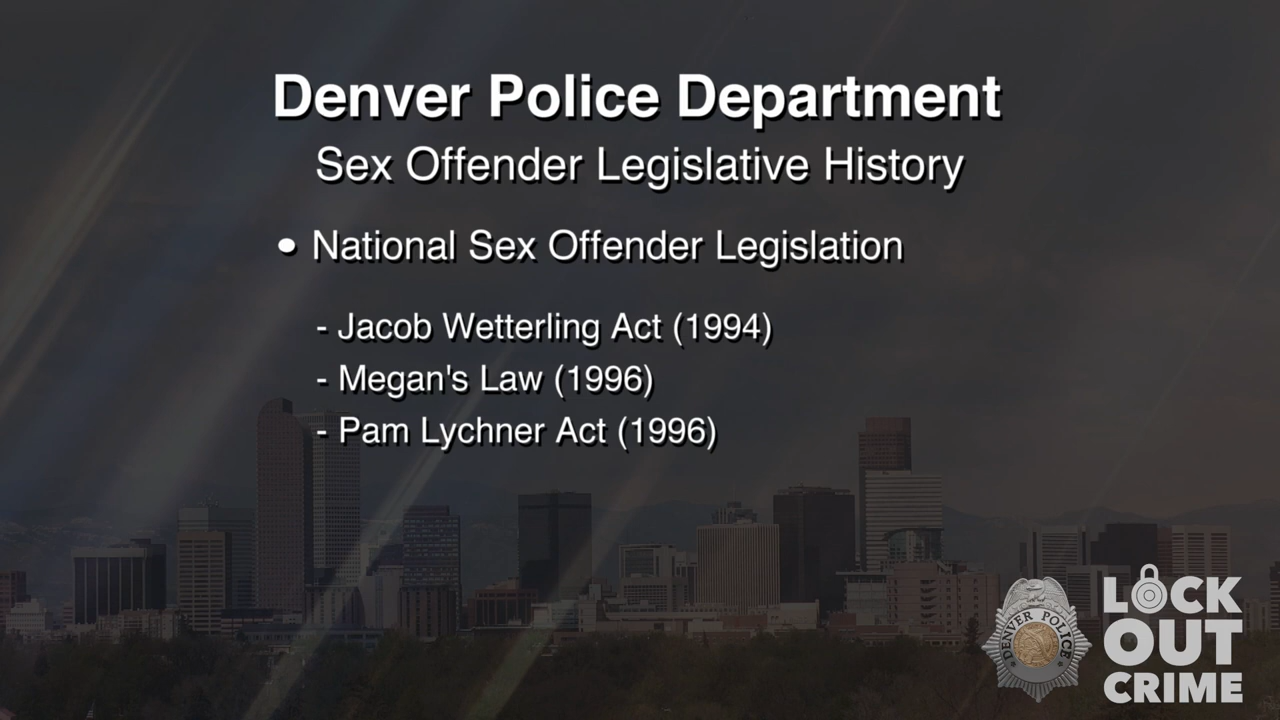 Denver Police Department
Sex Offender Legislative History
• National Sex Offender Legislation
- Jacob Wetterling Act (1994)
- Megan's Law (1996)
- Pam Lychner Act (1996)
DENVER POLICE
LOCK
OUT
CRIME